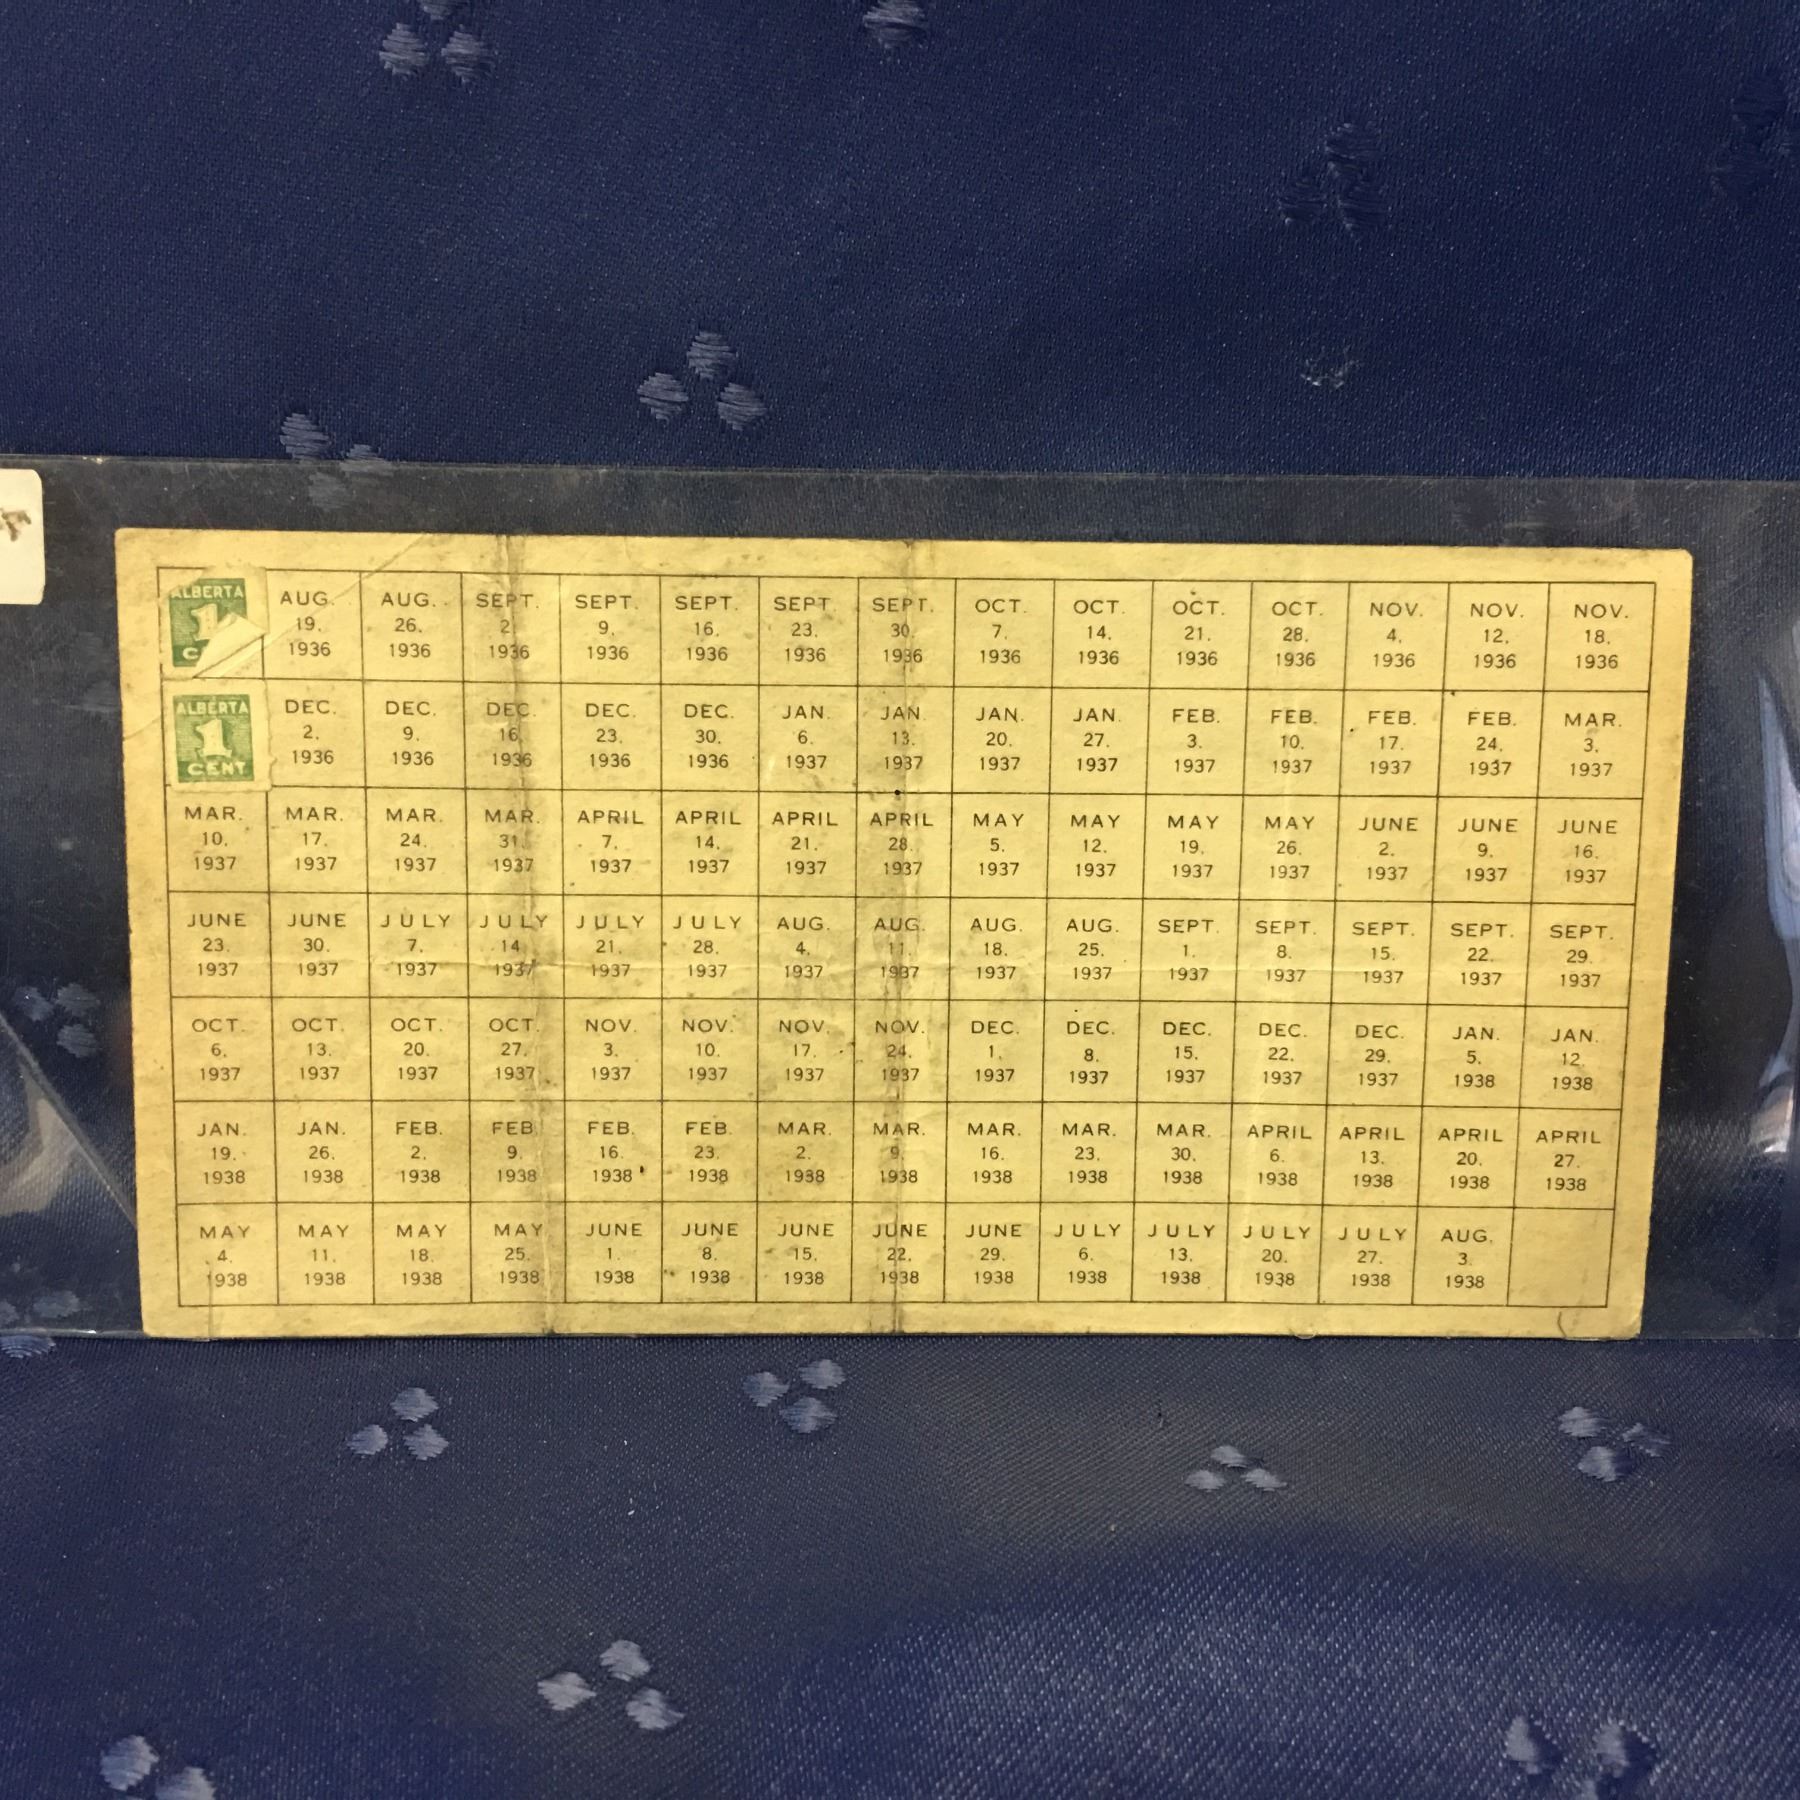 ALBERTA AUG. AUG. SEPT. SEPT. SEPT. SEPT. SEPT. OCT. OCT. OCT. OCT. NOV. NOV. NOV.
1 19, 26, 2, 9, 16, 23, 30, 7, 14, 21, 28, 4, 12, 18,
1936 1936 1936 1936 1936 1936 1936 1936 1936 1936 1936 1936 1936 1936
ALBERTA DEC. DEC. DEC. DEC. DEC. JAN. JAN. JAN. JAN. FEB. FEB. FEB. FEB. MAR.
1 2, 9, 16, 23, 30, 6, 13, 20, 27, 3, 10, 17, 24, 3,
CENT 1936 1936 1936 1936 1936 1937 1937 1937 1937 1937 1937 1937 1937 1937
MAR. MAR. MAR. MAR. APRIL APRIL APRIL APRIL MAY MAY MAY MAY JUNE JUNE JUNE
10, 17, 24, 31, 7, 14, 21, 28, 5, 12, 19, 26, 2, 9, 16,
1937 1937 1937 1937 1937 1937 1937 1937 1937 1937 1937 1937 1937 1937 1937
JUNE JUNE JULY JULY JULY JULY AUG. AUG. AUG. AUG. SEPT. SEPT. SEPT. SEPT. SEPT.
23, 30, 7, 14, 21, 28, 4, 11, 18, 25, 1, 8, 15, 22, 29,
1937 1937 1937 1937 1937 1937 1937 1937 1937 1937 1937 1937 1937 1937 1937
OCT. OCT. OCT. OCT. NOV. NOV. NOV. NOV. DEC. DEC. DEC. DEC. DEC. JAN. JAN.
6, 13, 20, 27, 3, 10, 17, 24, 1, 8, 15, 22, 29, 5, 12,
1937 1937 1937 1937 1937 1937 1937 1937 1937 1937 1937 1937 1937 1938 1938
JAN. JAN. FEB. FEB. FEB. FEB. MAR. MAR. MAR. MAR. MAR. APRIL APRIL APRIL APRIL
19, 26, 2, 9, 16, 23, 2, 9, 16, 23, 30, 6, 13, 20, 27,
1938 1938 1938 1938 1938 1938 1938 1938 1938 1938 1938 1938 1938 1938 1938
MAY MAY MAY MAY JUNE JUNE JUNE JUNE JUNE JULY JULY JULY JULY AUG.
4, 11, 18, 25, 1, 8, 15, 22, 29, 6, 13, 20, 27, 3,
1938 1938 1938 1938 1938 1938 1938 1938 1938 1938 1938 1938 1938 1938